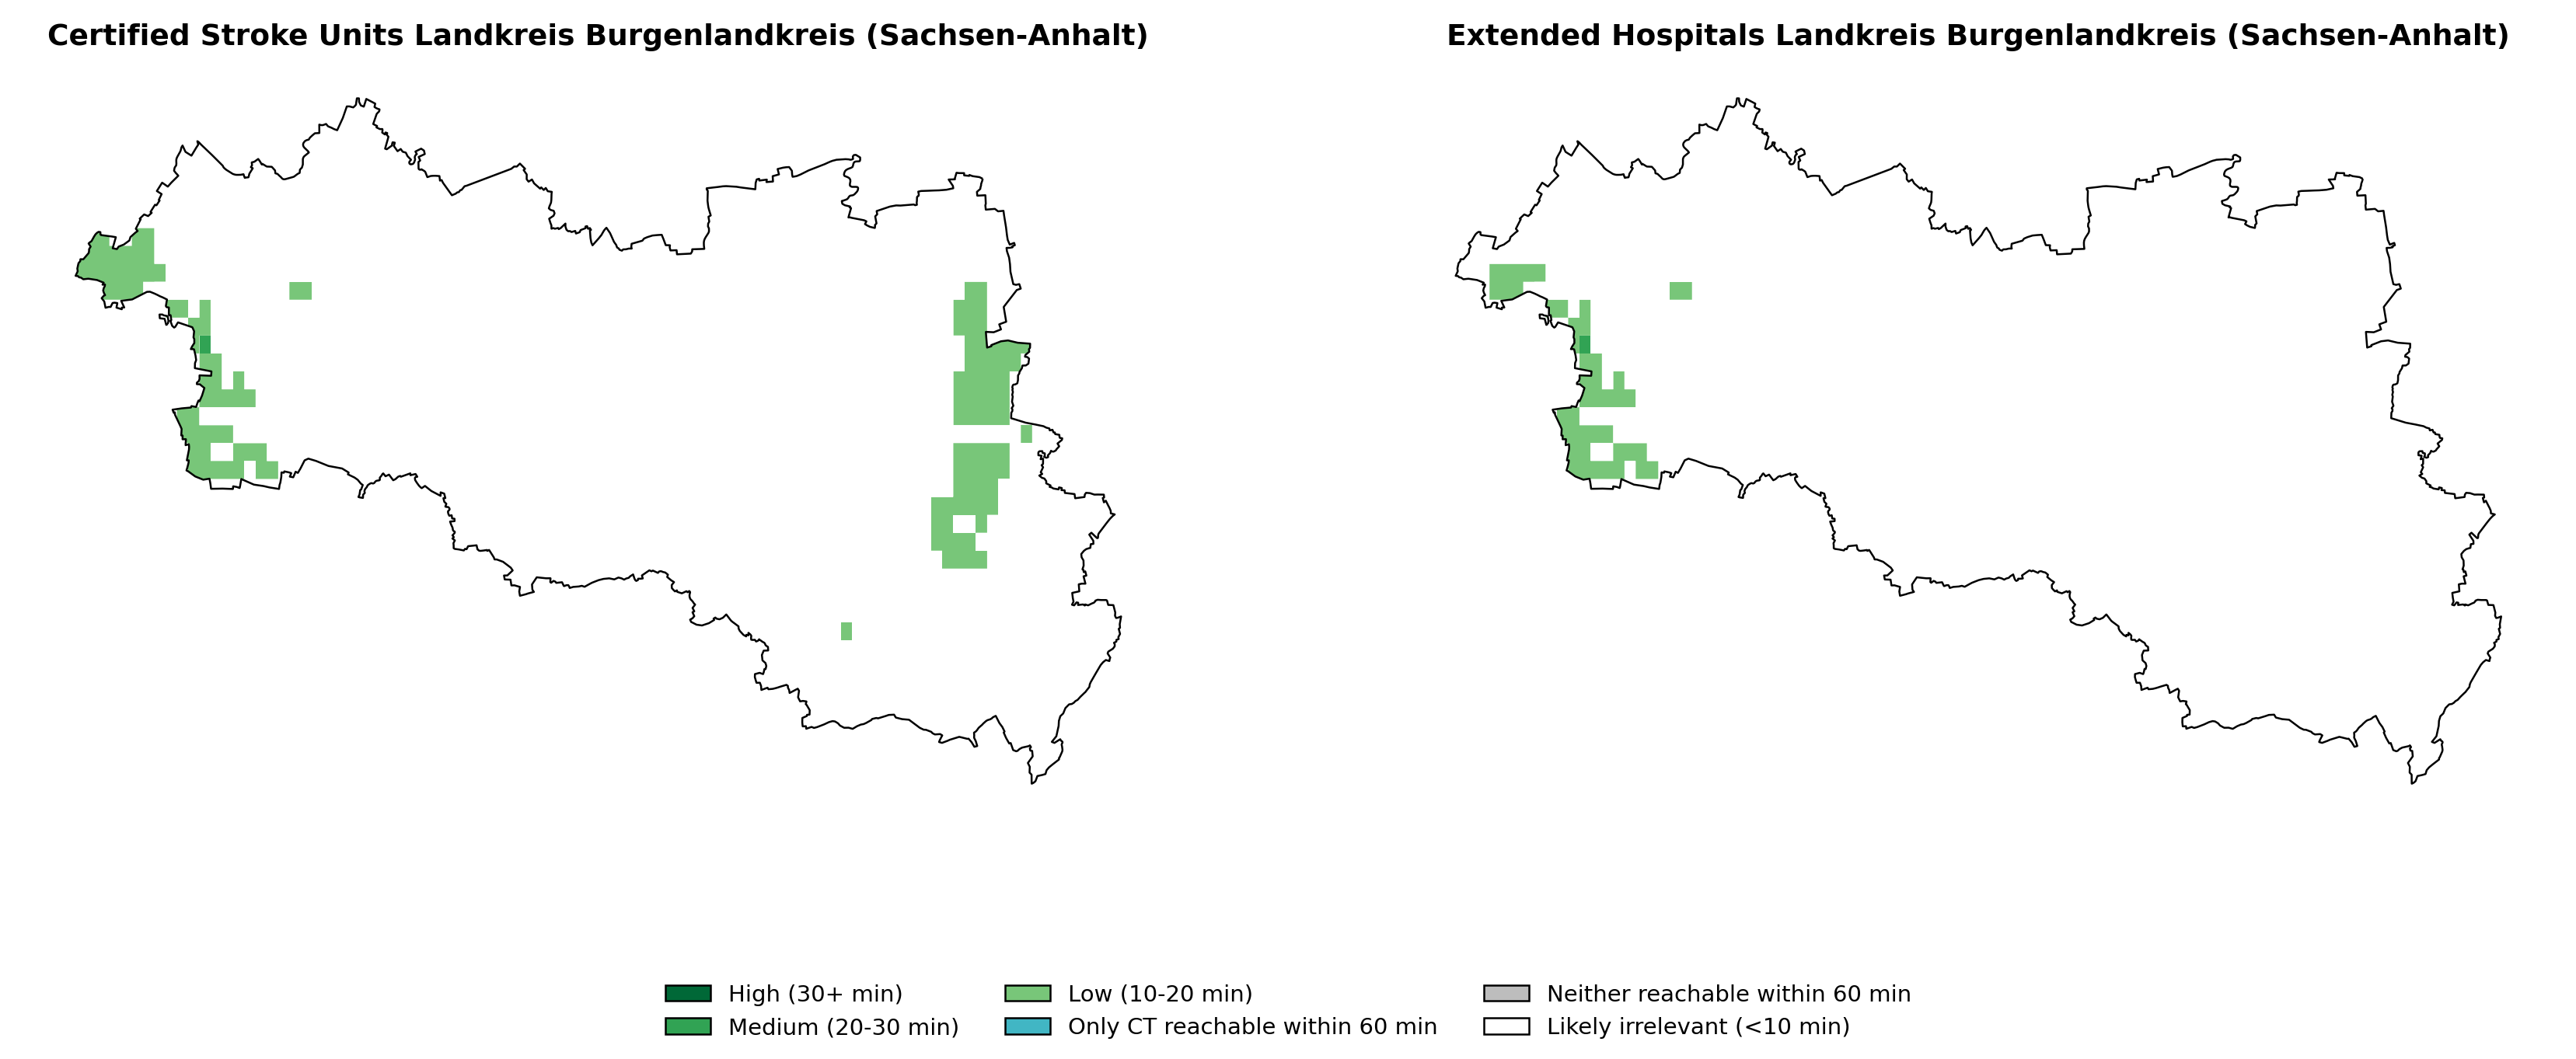 Certified Stroke Units Landkreis Burgenlandkreis (Sachsen-Anhalt)
Extended Hospitals Landkreis Burgenlandkreis (Sachsen-Anhalt)
High (30+ min)
Medium (20-30 min)
Low (10-20 min)
Only CT reachable within 60 min
Neither reachable within 60 min
Likely irrelevant (<10 min)